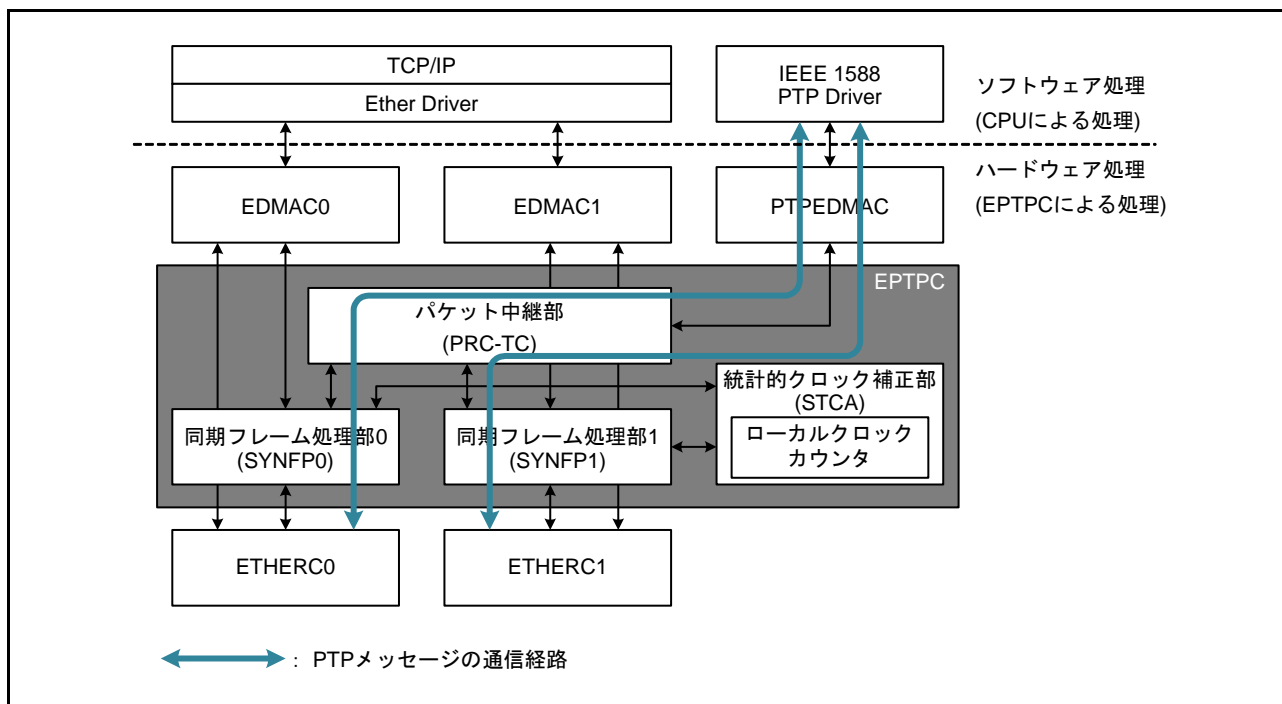 TCP/IP
Ether Driver
IEEE 1588
PTP Driver
ソフトウェア処理
(CPUによる処理)
ハードウェア処理
(EPTPCによる処理)
EDMAC0
EDMAC1
PTPEDMAC
EPTPC
パケット中継部
(PRC-TC)
同期フレーム処理部0
(SYNFP0)
同期フレーム処理部1
(SYNFP1)
統計的クロック補正部
(STCA)
ローカルクロック
カウンタ
ETHERC0
ETHERC1
: PTPメッセージの通信経路